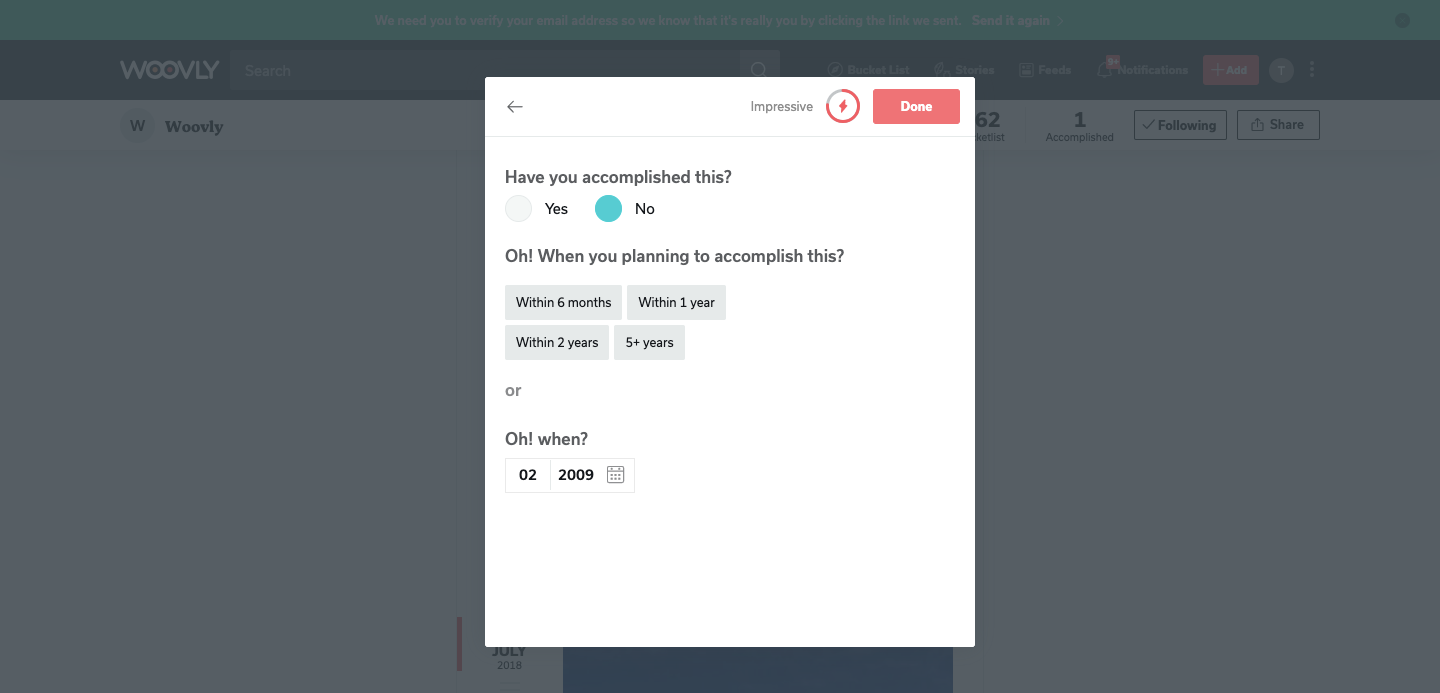 We need you to verify your email address so we know that it's really you by clicking the link we sent. Send it again
WOOVLY
Search
Bucket List
Stories
Feeds
9+
Notifications
+ Add
T
W
Woovly
62
ketlist
1
Accomplished
Following
Share
Impressive
Done
Have you accomplished this?
Yes
No
Oh! When you planning to accomplish this?
Within 6 months
Within 1 year
Within 2 years
5+ years
or
Oh! when?
02
2009
JULY
2018